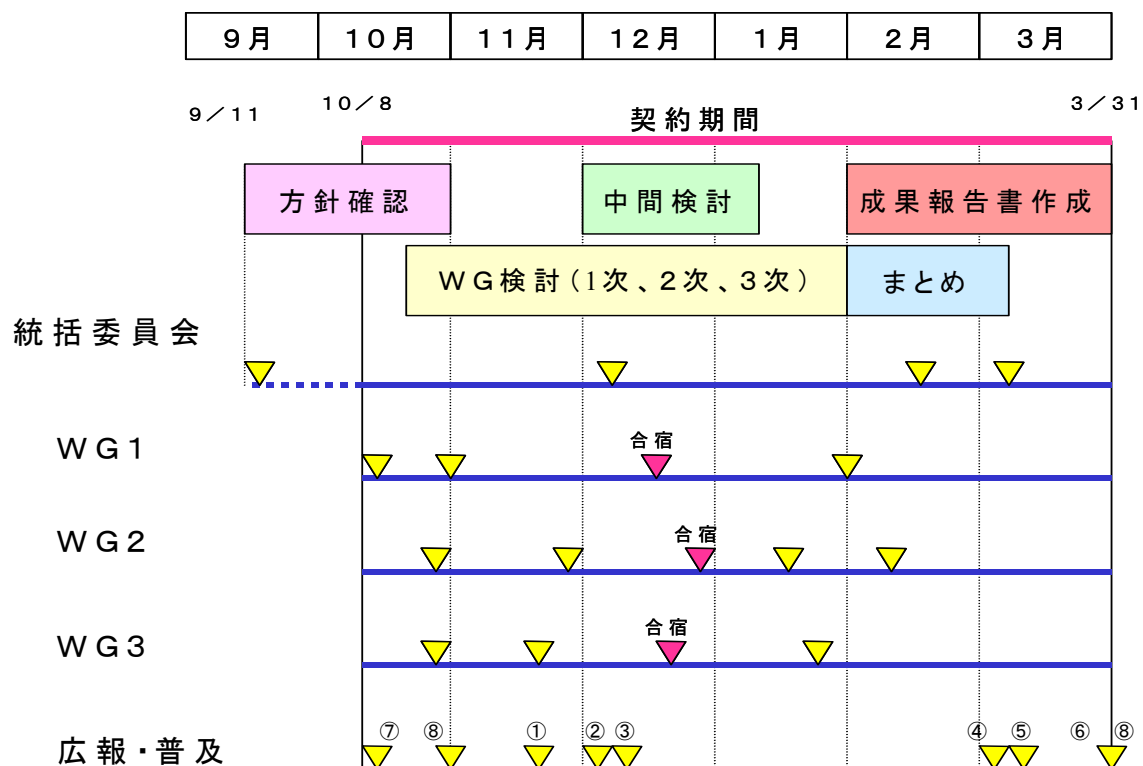 9月 10月 11月 12月 1月 2月 3月
9/11 10/8 契約期間 3/31
方針確認 中間検討 成果報告書作成
WG検討(1次、2次、3次) まとめ
統括委員会
WG1 合宿
WG2 合宿
WG3 合宿
⑦ ⑧ ① ② ③ ④ ⑤ ⑥ ⑧
広報・普及